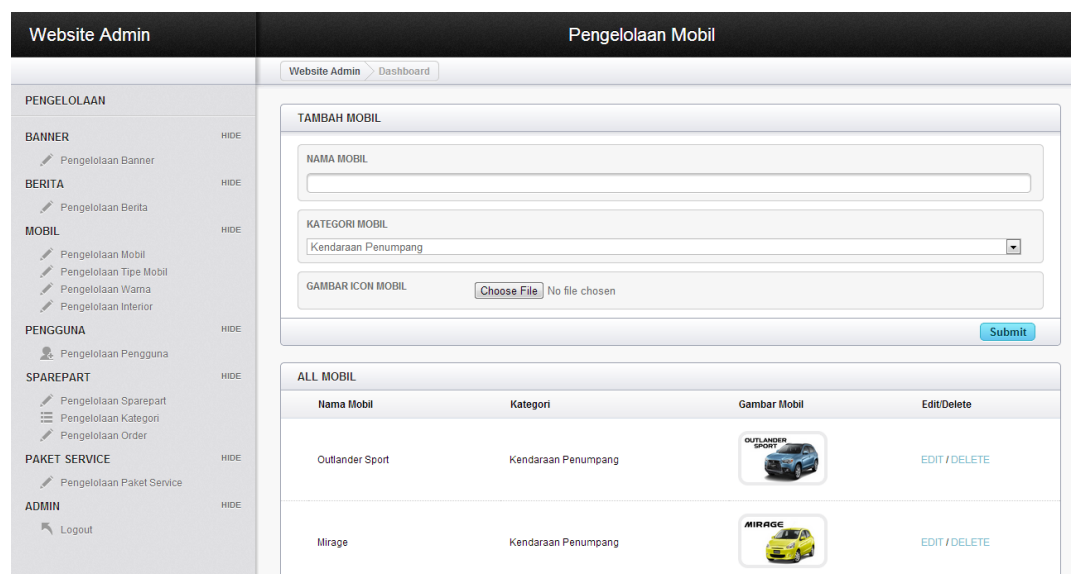 Website Admin
Pengelolaan Mobil
Website Admin
Dashboard
PENGELOLAAN
BANNER
HIDE
Pengelolaan Banner
BERITA
HIDE
Pengelolaan Berita
MOBIL
HIDE
Pengelolaan Mobil
Pengelolaan Tipe Mobil
Pengelolaan Warna
Pengelolaan Interior
PENGGUNA
HIDE
Pengelolaan Pengguna
SPAREPART
HIDE
Pengelolaan Sparepart
Pengelolaan Kategori
Pengelolaan Order
PAKET SERVICE
HIDE
Pengelolaan Paket Service
ADMIN
HIDE
Logout
TAMBAH MOBIL
NAMA MOBIL
KATEGORI MOBIL
Kendaraan Penumpang
GAMBAR ICON MOBIL
Choose File No file chosen
Submit
ALL MOBIL
Nama Mobil Kategori Gambar Mobil Edit/Delete
OUTLANDER
SPORT
Outlander Sport Kendaraan Penumpang EDIT / DELETE
MIRAGE
Mirage Kendaraan Penumpang EDIT / DELETE